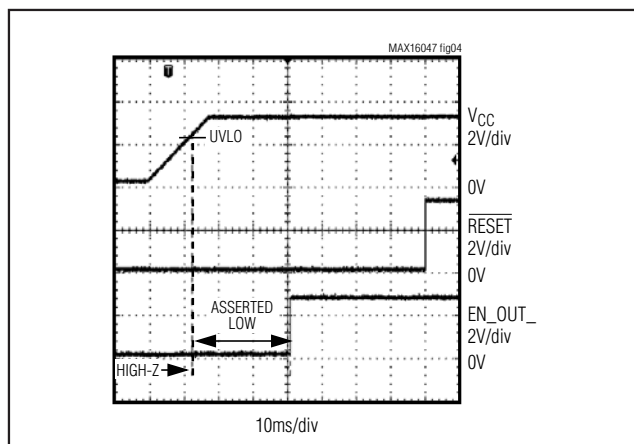 MAX16047 fig04
UVLO
VCC
2V/div
0V
RESET
2V/div
0V
ASSERTED
LOW
EN_OUT_
2V/div
0V
HIGH-Z
10ms/div